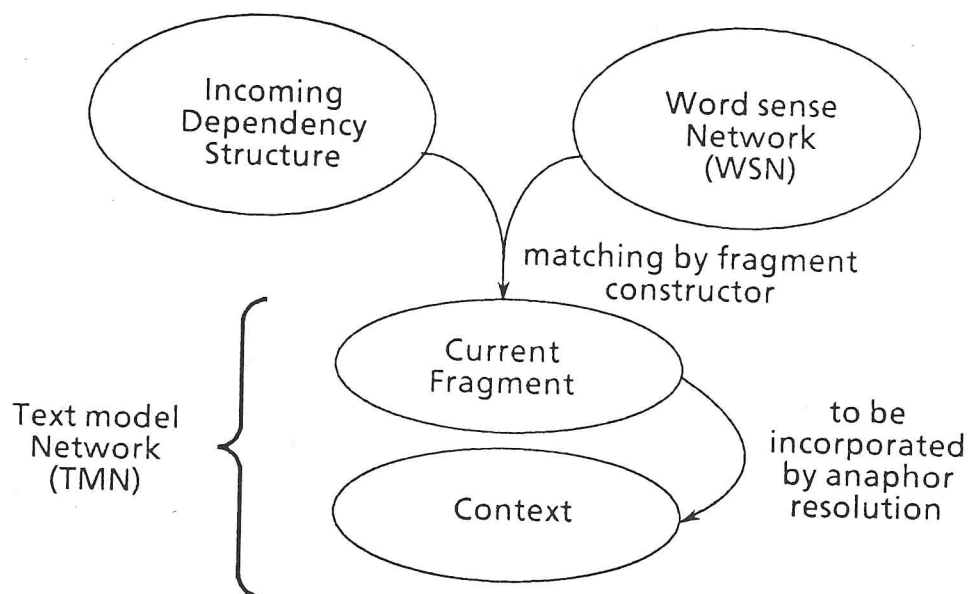 Incoming
Dependency
Structure
Word sense
Network
(WSN)
matching by fragment
constructor
Current
Fragment
Text model
Network
(TMN)
to be
incorporated
by anaphor
resolution
Context